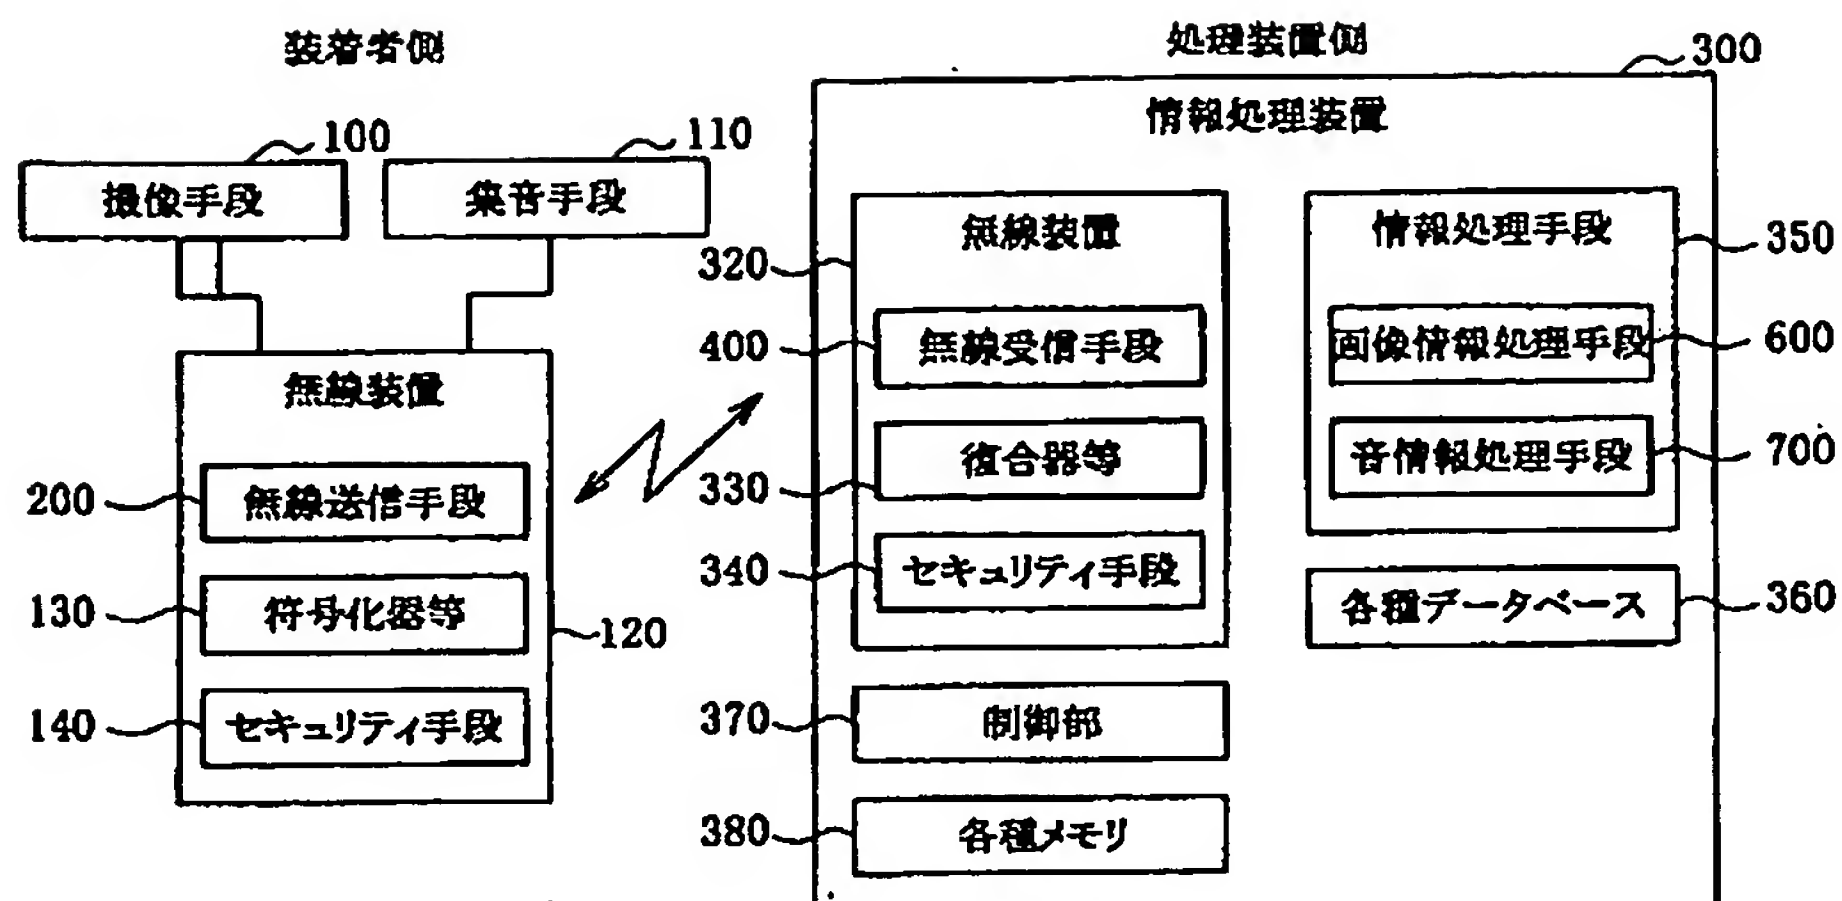 装着者側
処理装置側
300
情報処理装置
100
110
撮像手段
集音手段
無線装置
320
情報処理手段
350
無線受信手段
400
画像情報処理手段
600
無線装置
復合器等
330
音情報処理手段
700
無線送信手段
200
セキュリティ手段
340
各種データベース
360
符号化器等
130
120
制御部
370
セキュリティ手段
140
各種メモリ
380